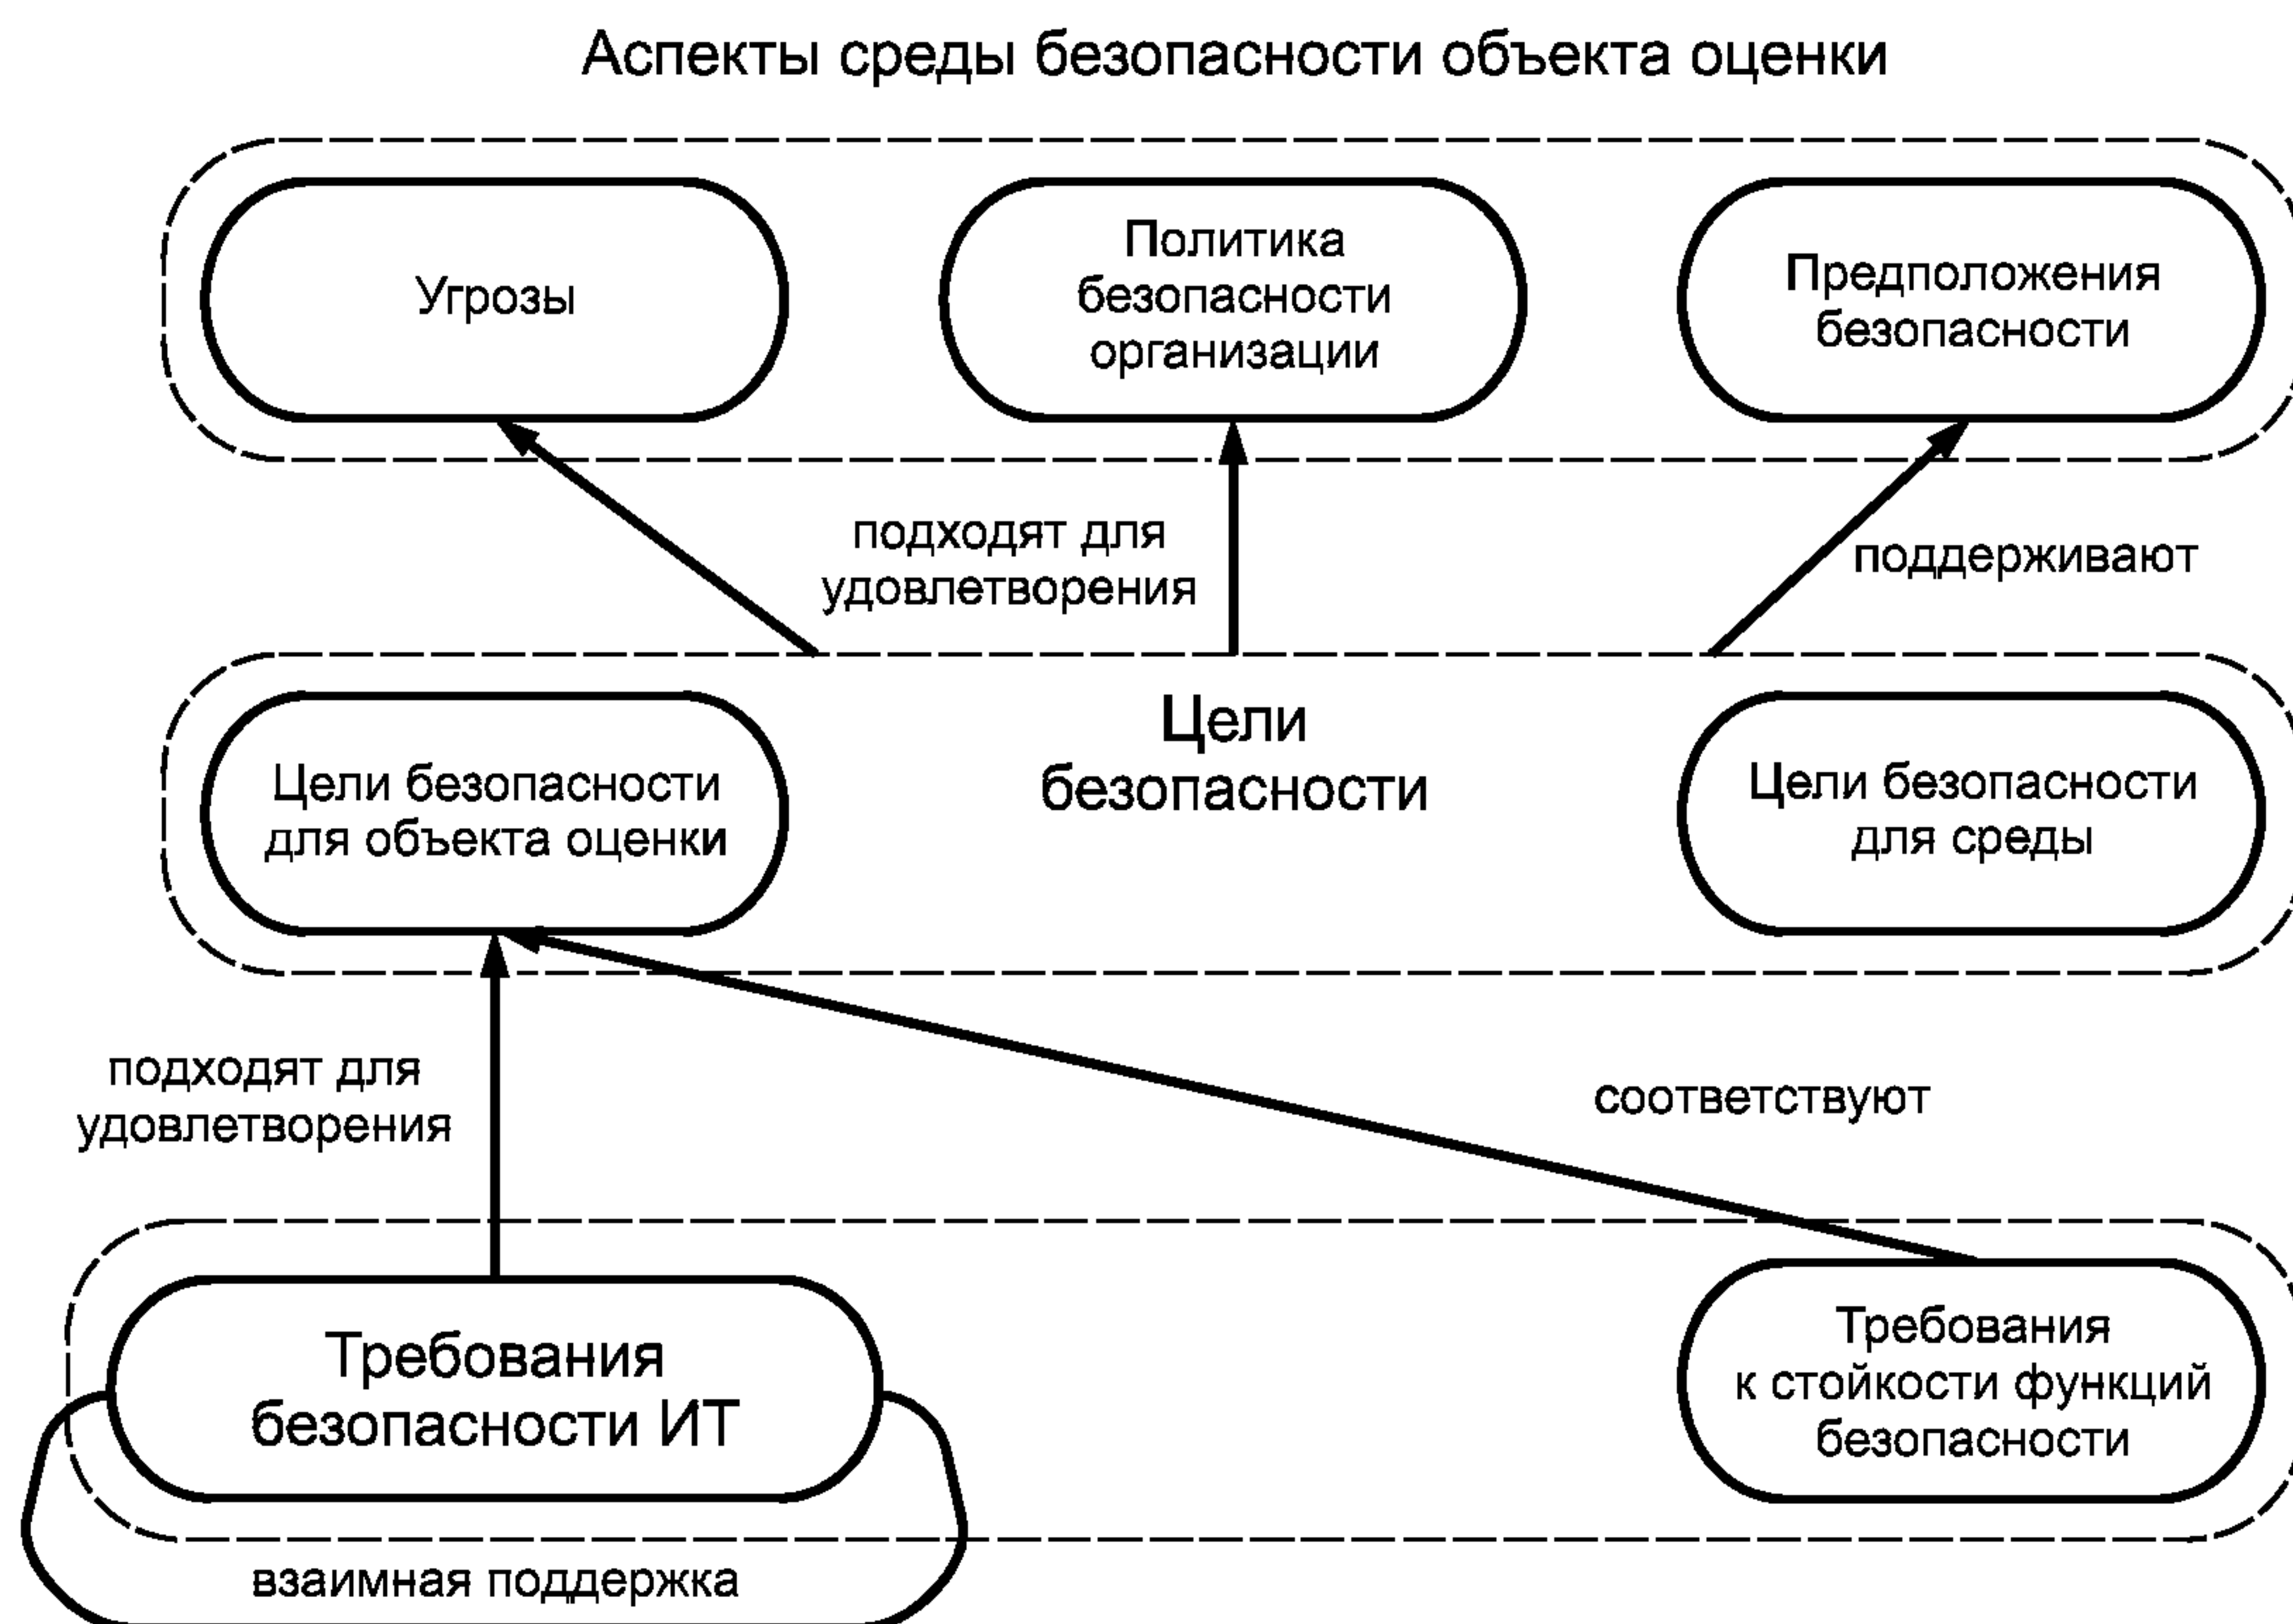 Аспекты среды безопасности объекта оценки
Угрозы
Политика
безопасности
организации
Предположения
безопасности
подходят для
удовлетворения
поддерживают
Цели безопасности
для объекта оценки
Цели
безопасности
Цели безопасности
для среды
подходят для
удовлетворения
соответствуют
Требования
безопасности ИТ
Требования
к стойкости функций
безопасности
взаимная поддержка